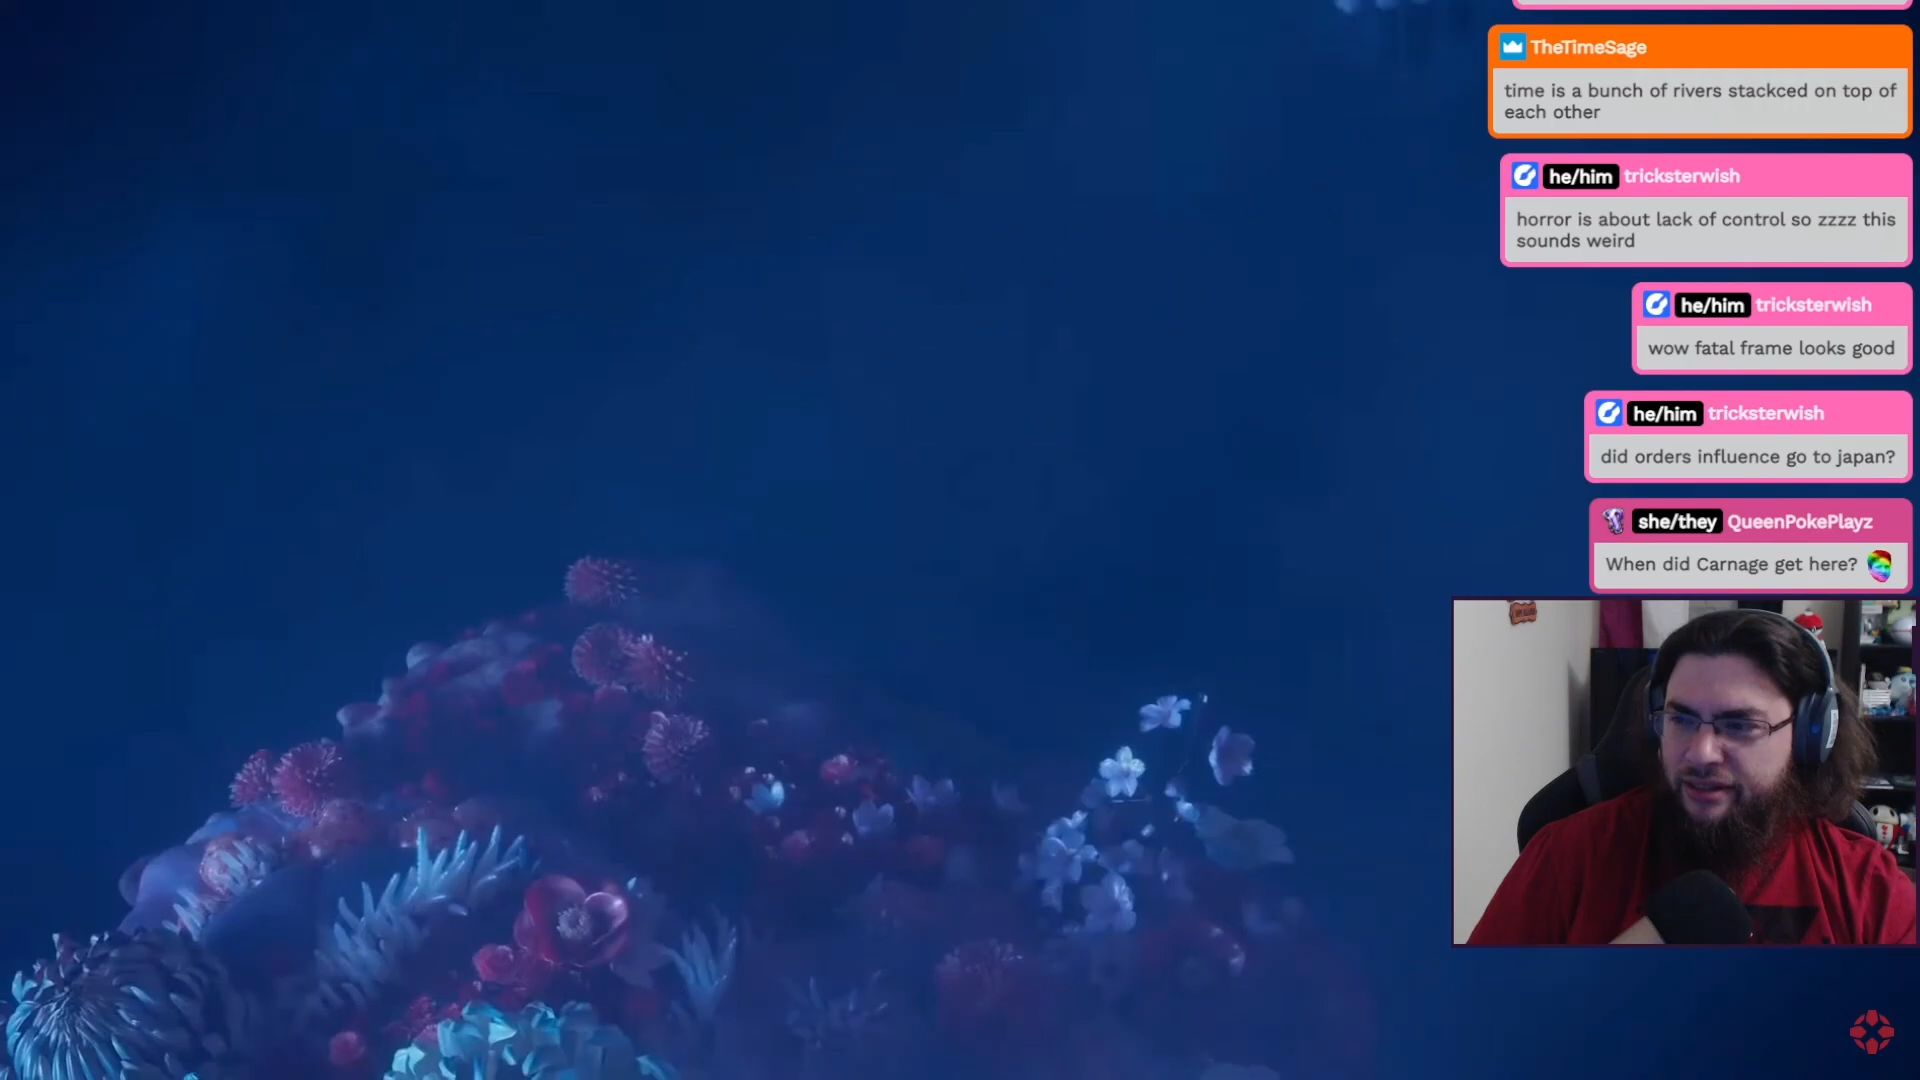 TheTimeSage
time is a bunch of rivers stackced on top of
each other
he/him tricksterwish
horror is about lack of control so zzzz this
sounds weird
he/him tricksterwish
wow fatal frame looks good
he/him tricksterwish
did orders influence go to japan?
she/they QueenPokePlayz
When did Carnage get here?